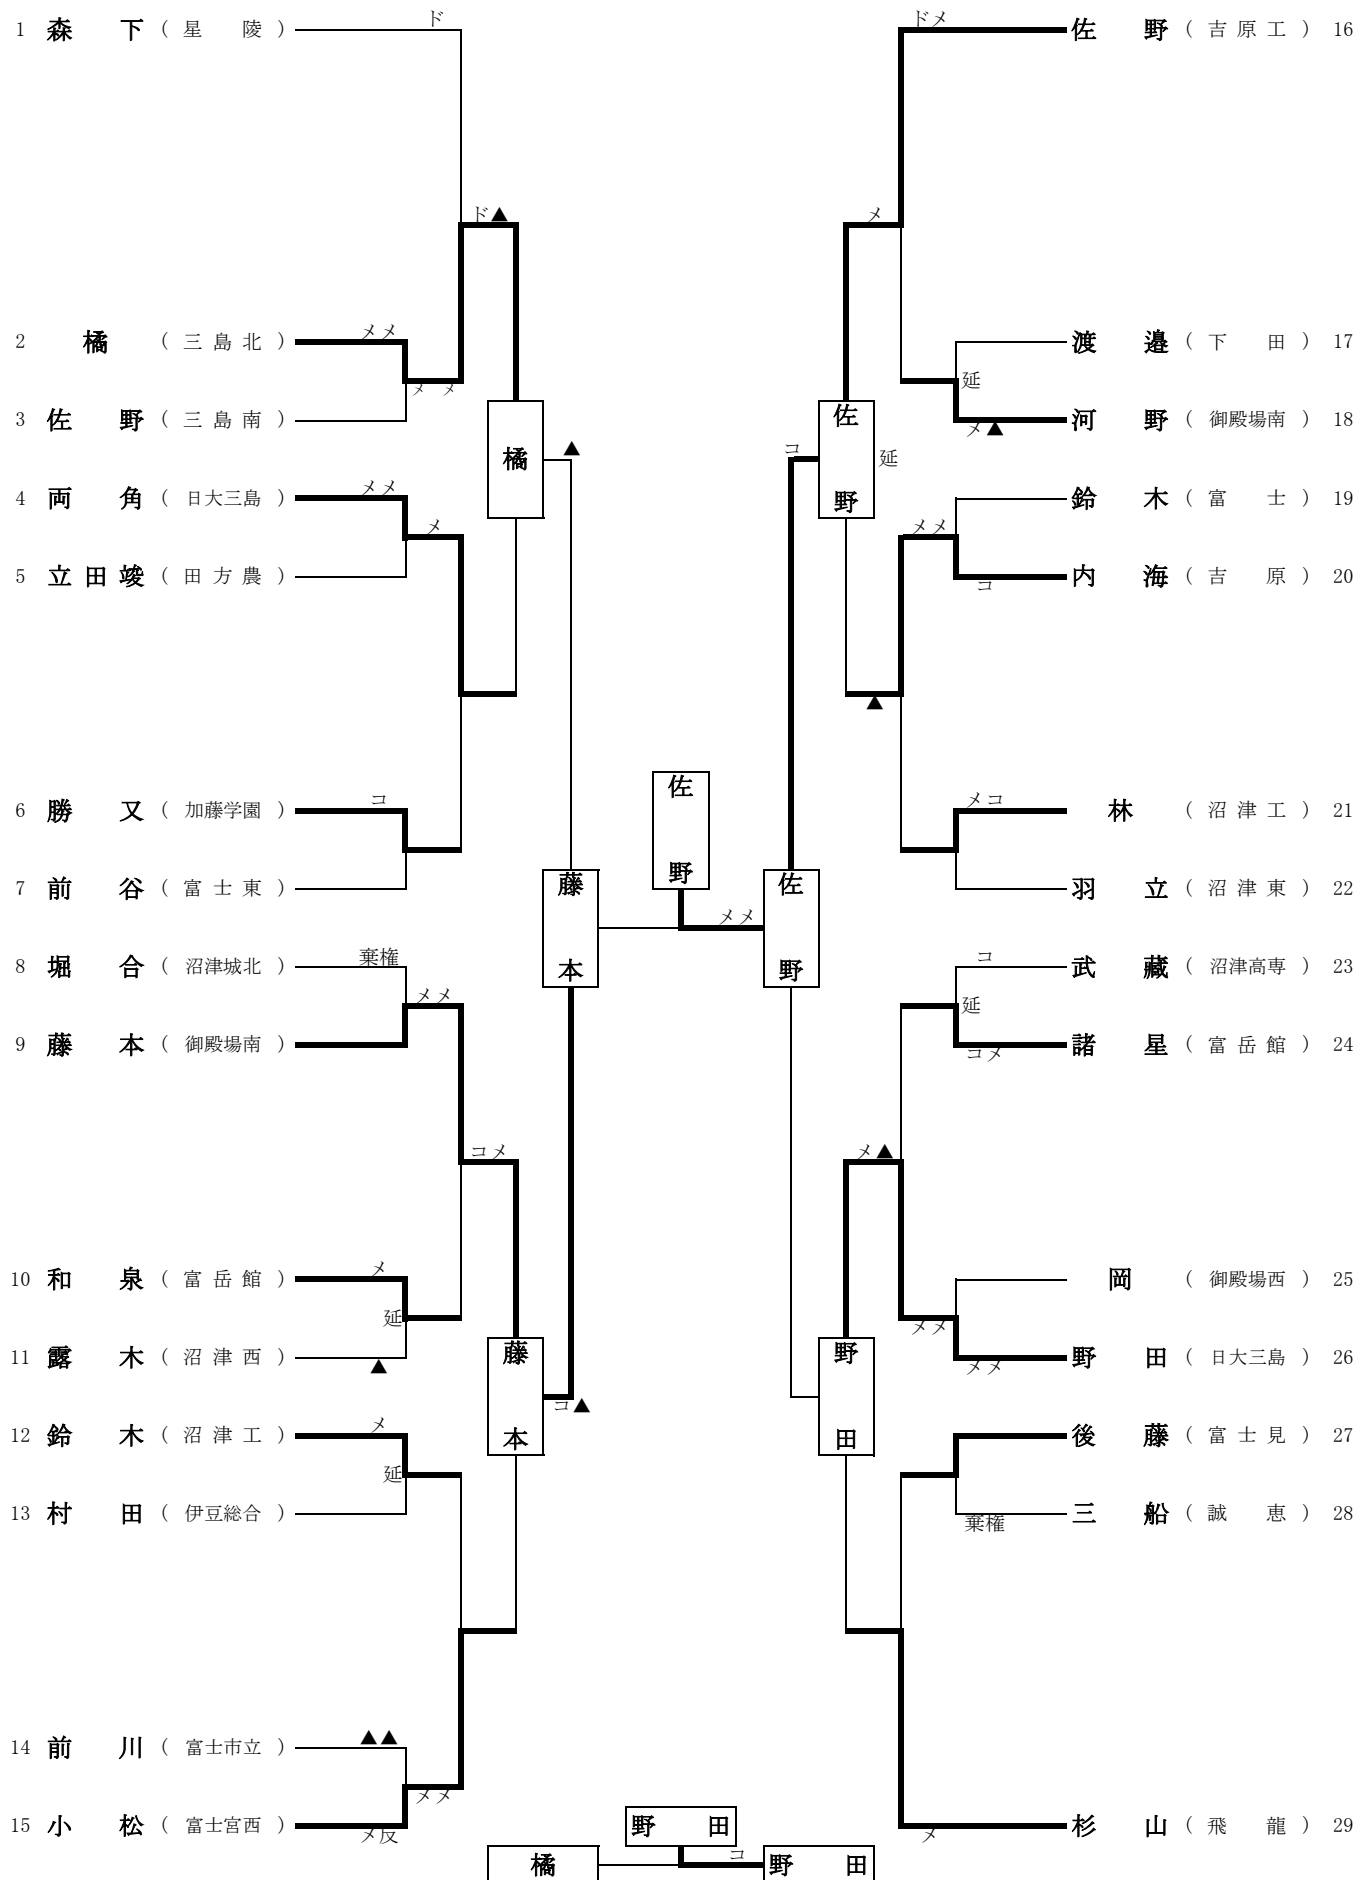 1 森 下 ( 星 陵 )
ド
2 橘 ( 三 島 北 )
メメ
3 佐 野 ( 三 島 南 )
メ メ
ド▲
4 両 角 ( 日大三島 )
メメ
5 立 田 竣 ( 田 方 農 )
メ
橘
▲
6 勝 又 ( 加藤学園 )
コ
7 前 谷 ( 富 士 東 )
8 堀 合 ( 沼津城北 )
棄権
9 藤 本 ( 御殿場南 )
メメ
藤 本
コメ
10 和 泉 ( 富 岳 館 )
メ
延
11 露 木 ( 沼 津 西 )
▲
藤 本
コ▲
12 鈴 木 ( 沼 津 工 )
メ
延
13 村 田 ( 伊豆総合 )
14 前 川 ( 富士市立 )
▲▲
15 小 松 ( 富士宮西 )
メ反
メメ
佐 野
メメ
ドメ
佐 野 ( 吉 原 工 ) 16
メ
渡 邉 ( 下 田 ) 17
延
河 野 ( 御殿場南 ) 18
メ▲
佐 野
コ
延
鈴 木 ( 富 士 ) 19
メメ
内 海 ( 吉 原 ) 20
コ
▲
メコ
林 ( 沼 津 工 ) 21
羽 立 ( 沼 津 東 ) 22
佐 野
コ
武 藏 ( 沼津高専 ) 23
延
諸 星 ( 富 岳 館 ) 24
コメ
メ▲
岡 ( 御殿場西 ) 25
メメ
野 田 ( 日大三島 ) 26
メメ
野 田
後 藤 ( 富 士 見 ) 27
三 船 ( 誠 恵 ) 28
棄権
杉 山 ( 飛 龍 ) 29
メ
野 田
橘
コ
野 田